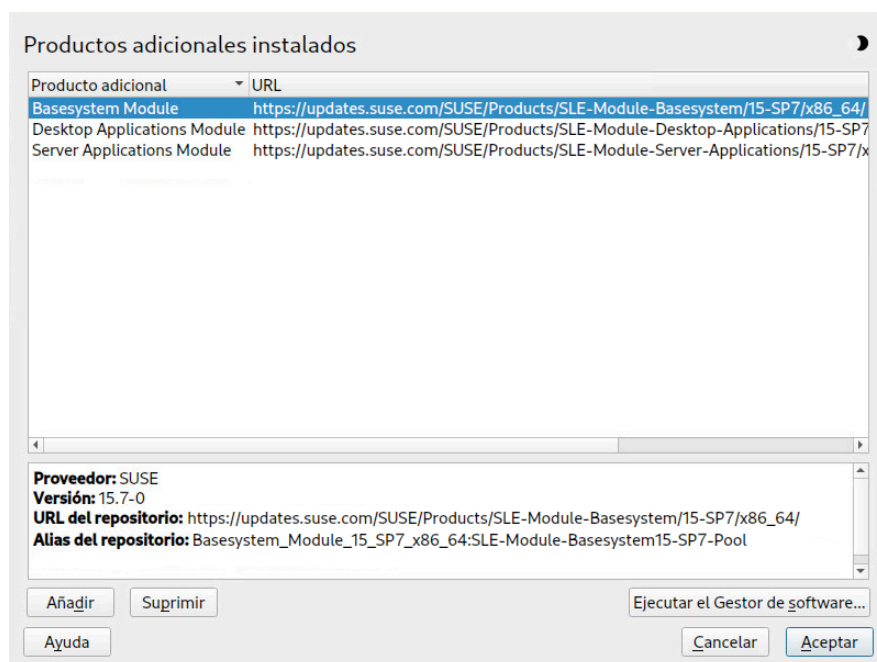 Productos adicionales instalados
Producto adicional URL
Basesystem Module https://updates.suse.com/SUSE/Products/SLE-Module-Basesystem/15-SP7/x86_64/
Desktop Applications Module https://updates.suse.com/SUSE/Products/SLE-Module-Desktop-Applications/15-SP7
Server Applications Module https://updates.suse.com/SUSE/Products/SLE-Module-Server-Applications/15-SP7/x
Proveedor: SUSE
Versión: 15.7-0
URL del repositorio: https://updates.suse.com/SUSE/Products/SLE-Module-Basesystem/15-SP7/x86_64/
Alias del repositorio: Basesystem_Module_15_SP7_x86_64:SLE-Module-Basesystem15-SP7-Pool
Añadir Suprimir Ejecutar el Gestor de software...
Ayuda Cancelar Aceptar